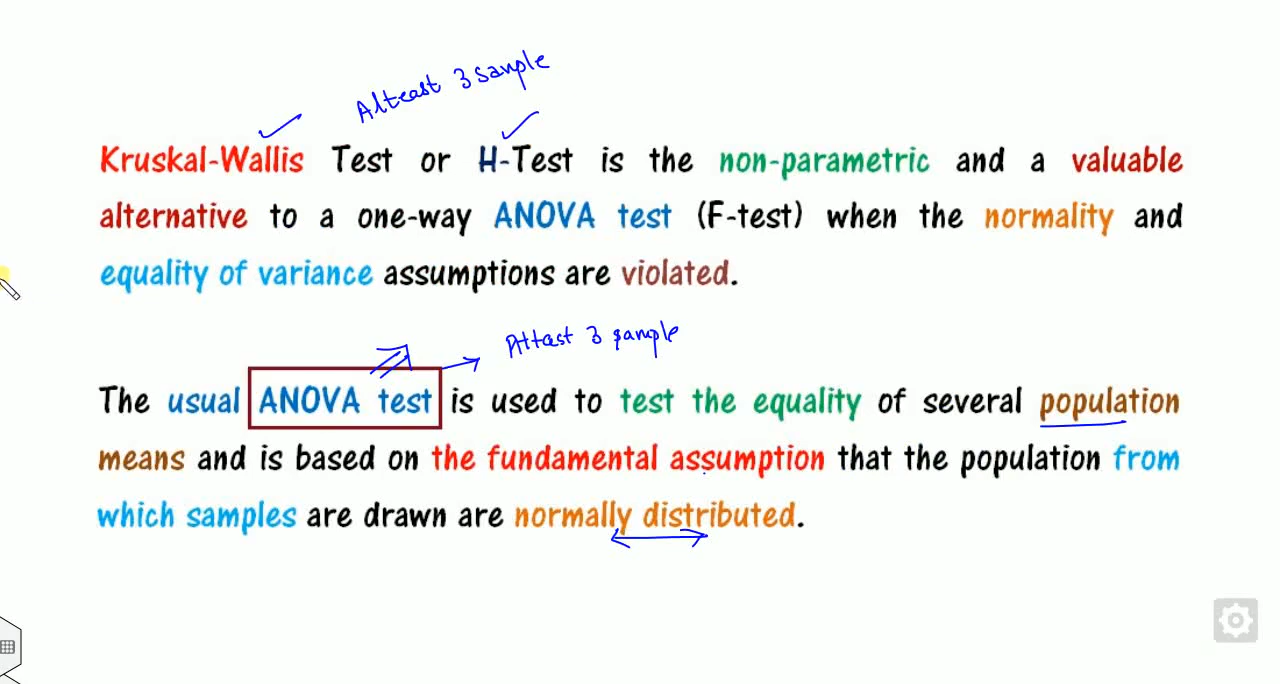 Atleast 3 sample
Kruskal-Wallis Test or H-Test is the non-parametric and a valuable
alternative to a one-way ANOVA test (F-test) when the normality and
equality of variance assumptions are violated.
Atleast 3 sample
The usual ANOVA test is used to test the equality of several population
means and is based on the fundamental assumption that the population from
which samples are drawn are normally distributed.